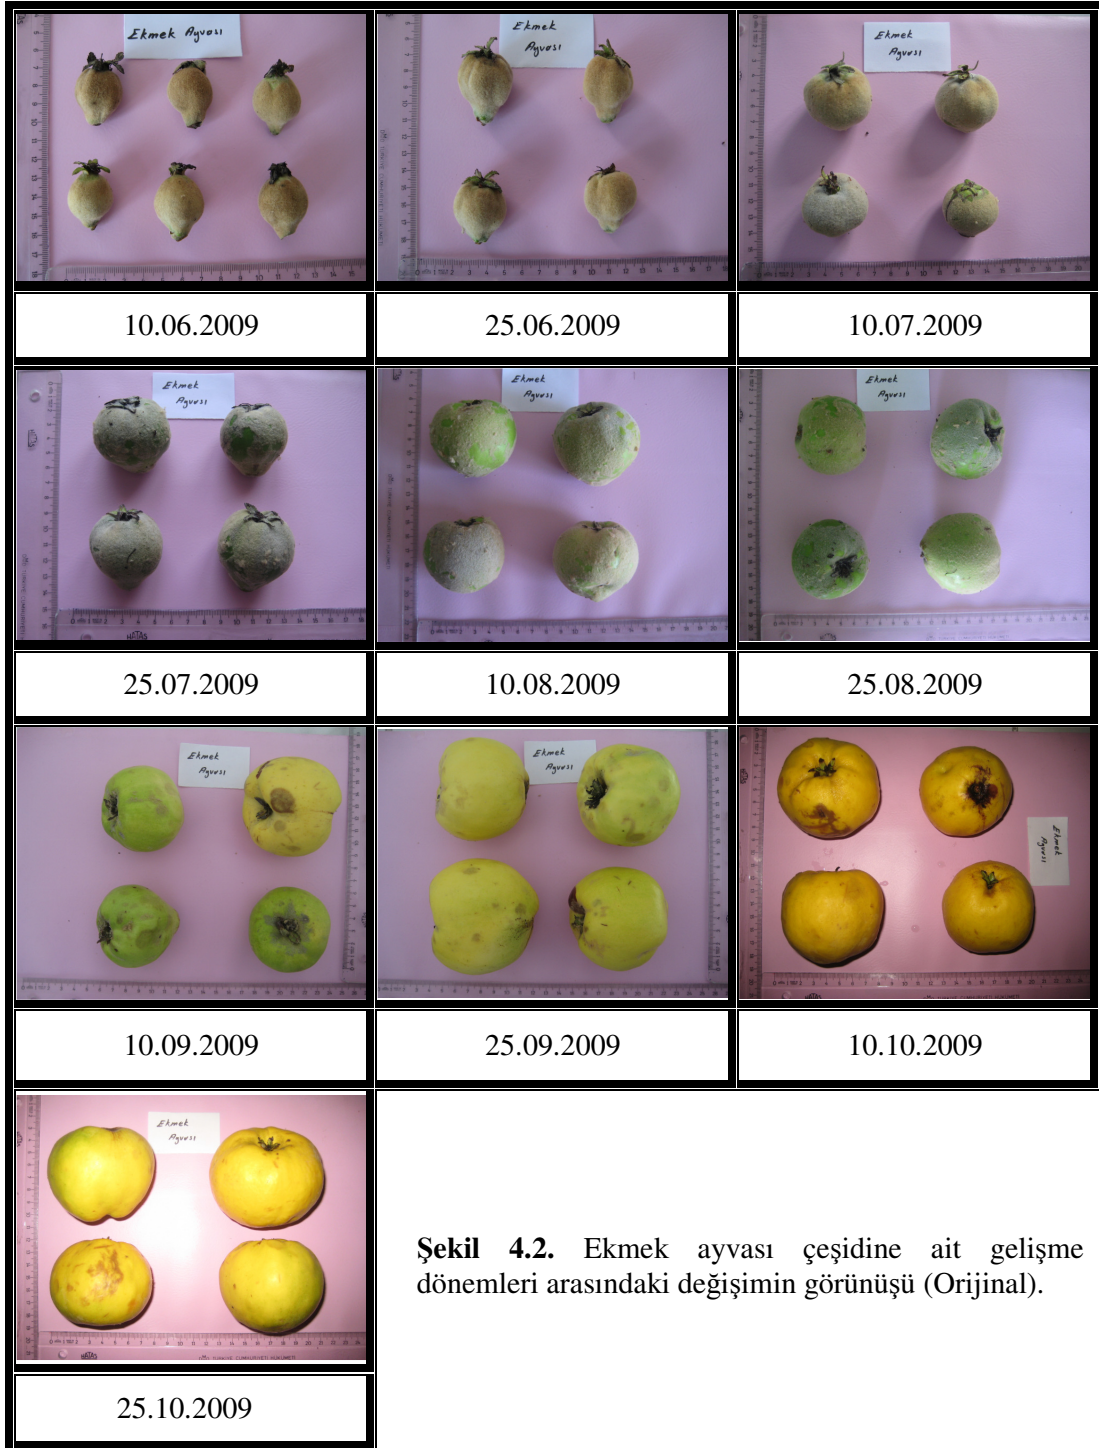 Ekmek Ayvası
Ekmek
Ayvası
Ekmek
Ayvası
10.06.2009
25.06.2009
10.07.2009
Ekmek
Ayvası
Ekmek
Ayvası
Ekmek
Ayvası
HATAS
25.07.2009
10.08.2009
25.08.2009
Ekmek
Ayvası
Ekmek
Ayvası
Ekmek
Ayvası
10.09.2009
25.09.2009
10.10.2009
Ekmek
Ayvası
HATAS
Şekil 4.2. Ekmek ayvası çeşidine ait gelişme
dönemleri arasındaki değişimin görünüşü (Orijinal).
25.10.2009